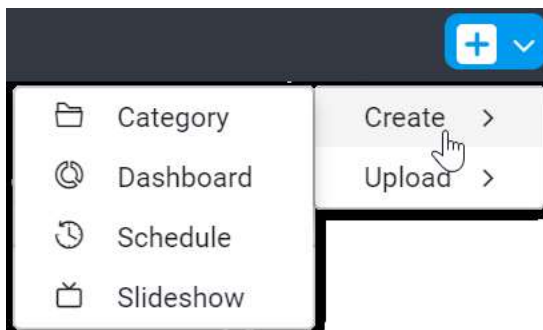 Category
Dashboard
Schedule
Slideshow
Create
Upload